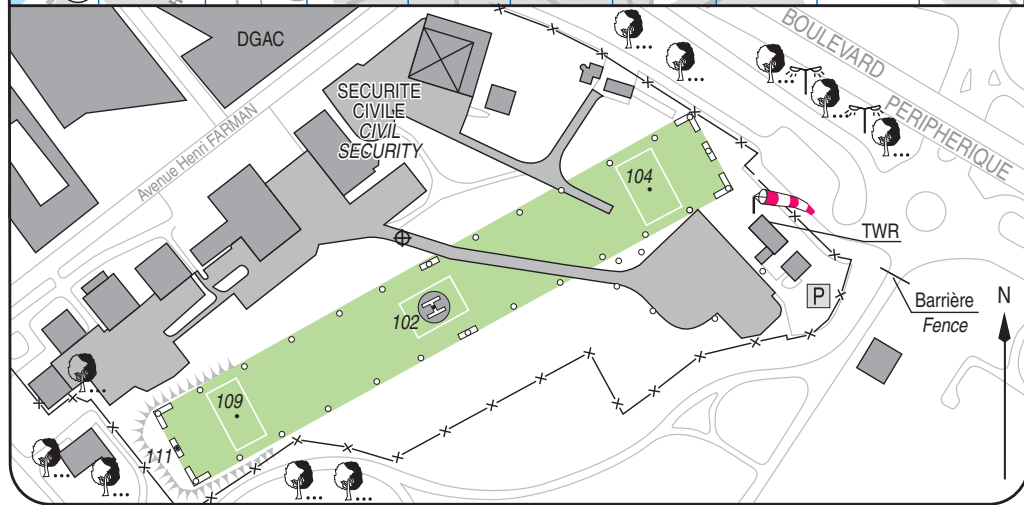 DGAC
BOULEVARD
PERIPHERIQUE
SECURITE
CIVILE
CIVIL
SECURITY
Avenue Henri FARMAN
104
TWR
P
Barrière
Fence
N
102
109
111